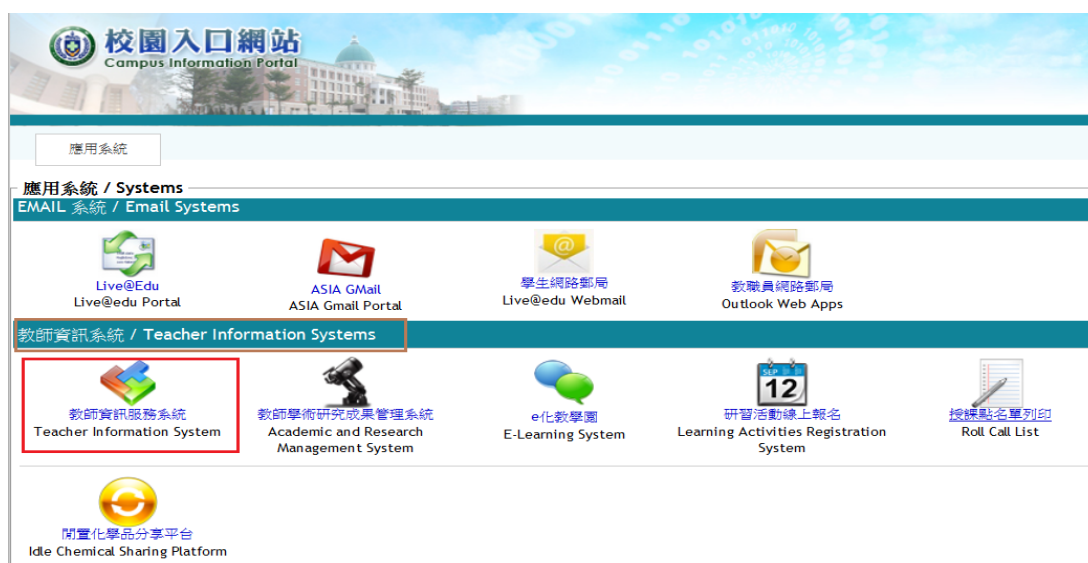 校園入口網站
Campus Information Portal
應用系統
應用系統 / Systems
EMAIL 系統 / Email Systems
Live@Edu
Live@edu Portal
ASIA GMail
ASIA Gmail Portal
學生網路郵局
Live@edu Webmail
教職員網路郵局
Outlook Web Apps
教師資訊系統 / Teacher Information Systems
教師資訊服務系統
Teacher Information System
教師學術研究成果管理系統
Academic and Research
Management System
e化教學園
E-Learning System
SEP
12
研習活動線上報名
Learning Activities Registration
System
授課點名單列印
Roll Call List
閒置化學品分享平台
Idle Chemical Sharing Platform